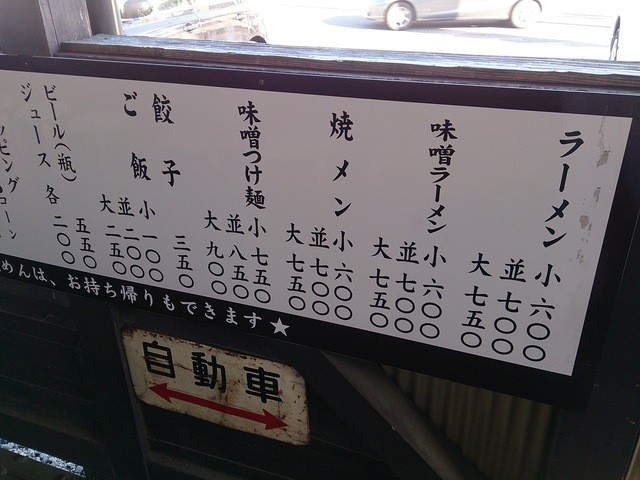 ラーメン
小 六〇〇
並 七〇〇
大 七五〇
味噌ラーメン
小 六〇〇
並 七〇〇
大 七五〇
焼メン
小 六〇〇
並 七〇〇
大 七五〇
味噌つけ麺
小 七五〇
並 八五〇
大 九〇〇
餃子 三五〇
ご飯
小 一〇〇
並 二〇〇
大 二五〇
ビール(瓶) 五五〇
ジュース 各 二〇〇
めんは、お持ち帰りもできます★
自動車